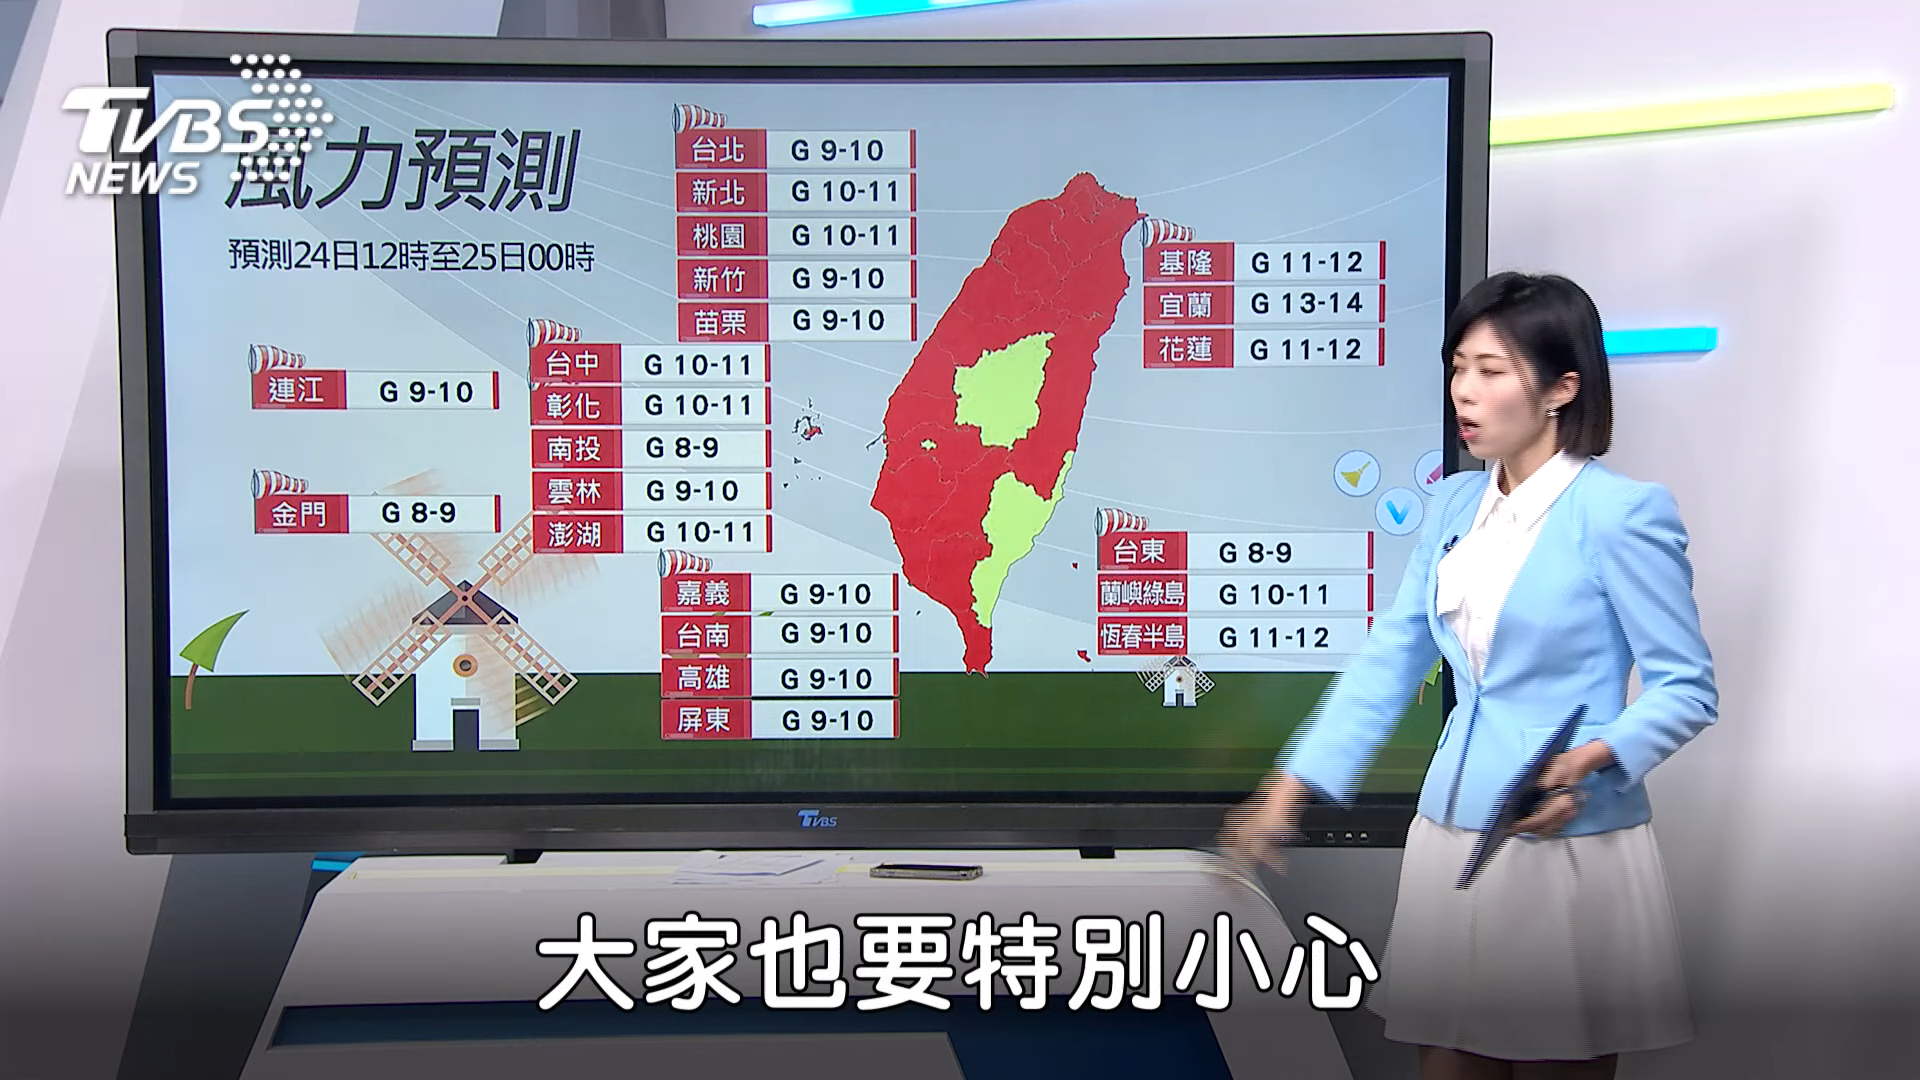 TVBS
NEWS
風力預測
預測24日12時至25日00時
台北 G 9-10
新北 G 10-11
桃園 G 10-11
新竹 G 9-10
苗栗 G 9-10
基隆 G 11-12
宜蘭 G 13-14
花蓮 G 11-12
連江 G 9-10
金門 G 8-9
台中 G 10-11
彰化 G 10-11
南投 G 8-9
雲林 G 9-10
澎湖 G 10-11
嘉義 G 9-10
台南 G 9-10
高雄 G 9-10
屏東 G 9-10
台東 G 8-9
蘭嶼綠島 G 10-11
恆春半島 G 11-12
TVBS
大家也要特別小心